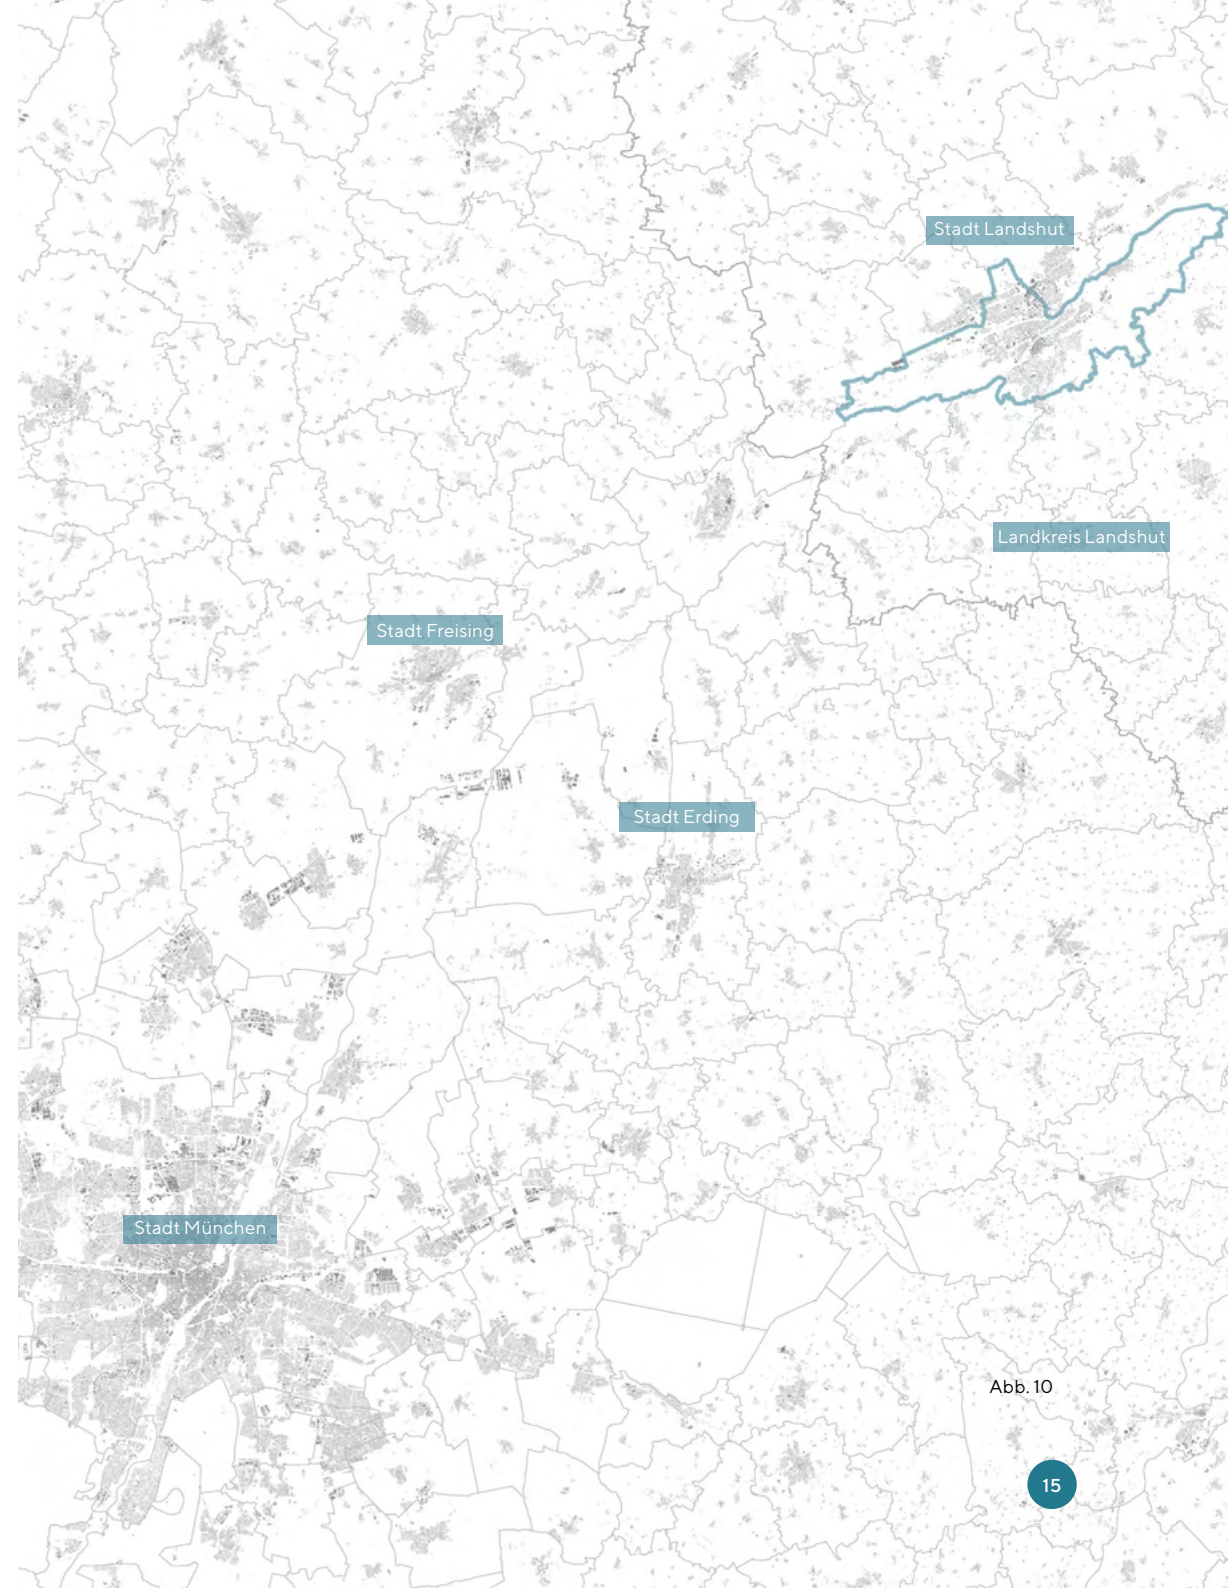 Stadt Landshut
Landkreis Landshut
Stadt Freising
Stadt Erding
Stadt München
Abb. 10
15